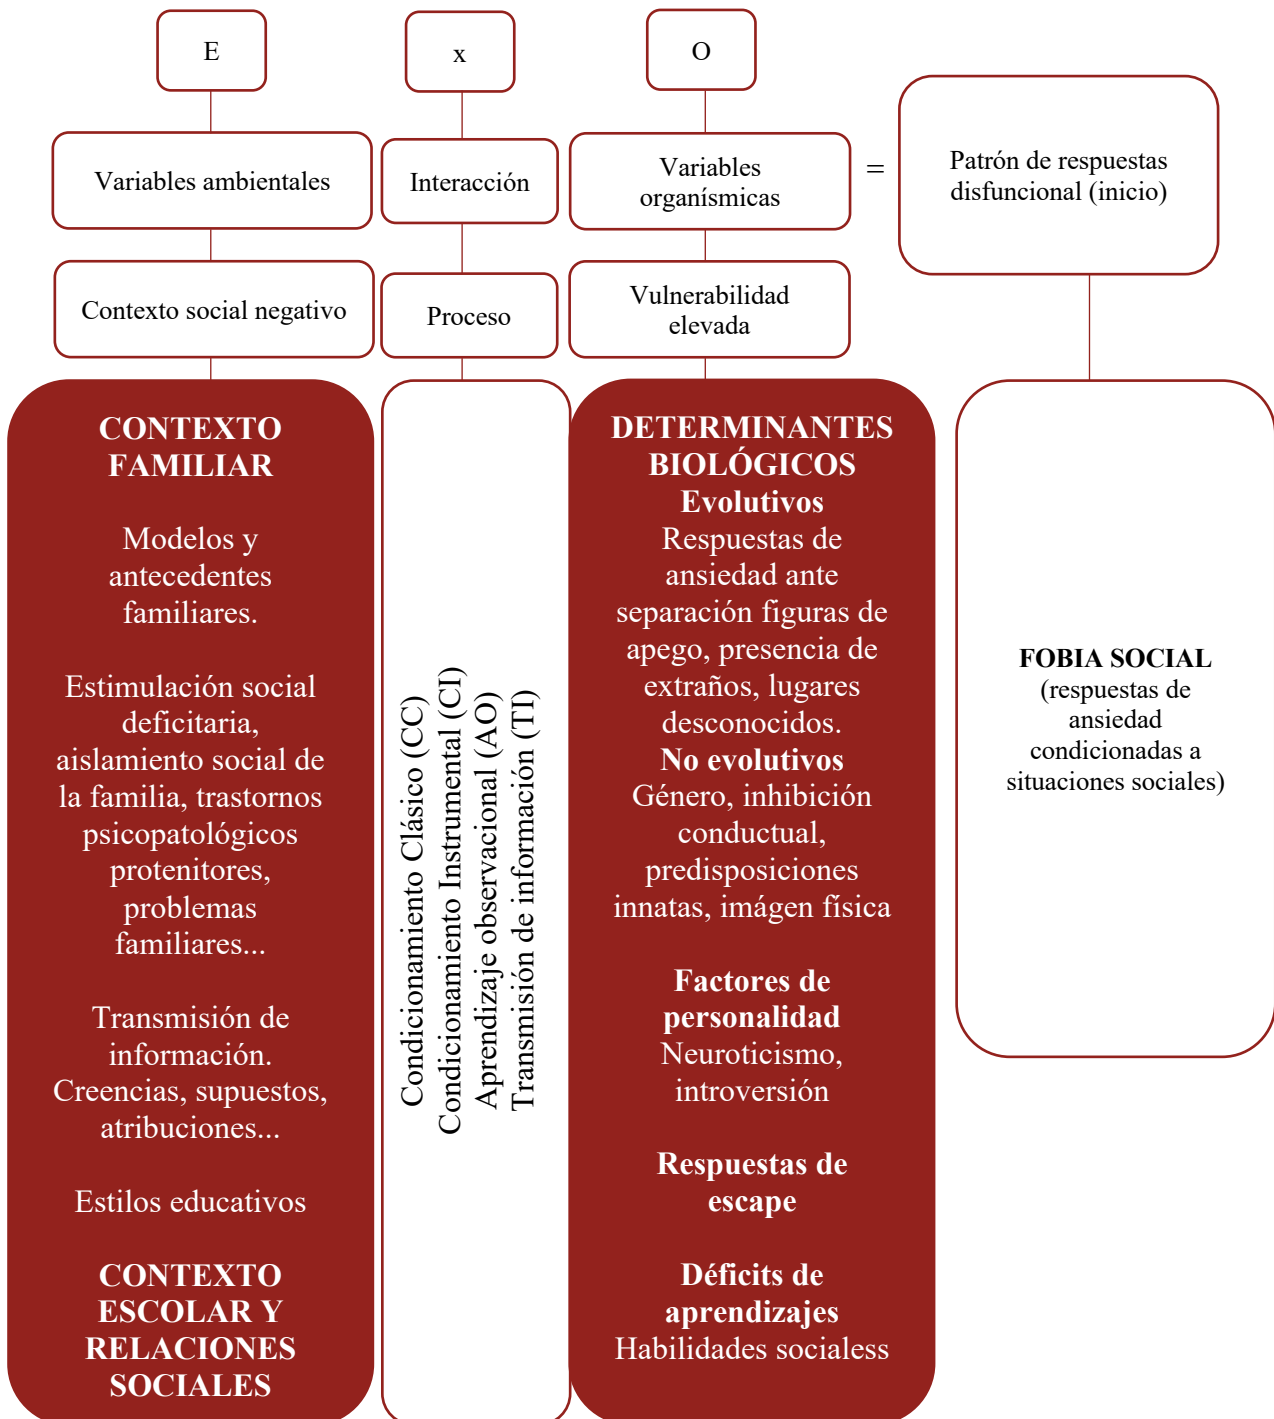 E
x
O
Variables ambientales
Interacción
Variables
organísmicas
=
Patrón de respuestas
disfuncional (inicio)
Contexto social negativo
Proceso
Vulnerabilidad
elevada
CONTEXTO
FAMILIAR
Modelos y
antecedentes
familiares.
Estimulación social
deficitaria,
aislamiento social de
la familia, trastornos
psicopatológicos
protenitores,
problemas
familiares...
Transmisión de
información.
Creencias, supuestos,
atribuciones...
Estilos educativos
CONTEXTO
ESCOLAR Y
RELACIONES
SOCIALES
Condicionamiento Clásico (CC)
Condicionamiento Instrumental (CI)
Aprendizaje observacional (AO)
Transmisión de información (TI)
DETERMINANTES
BIOLÓGICOS
Evolutivos
Respuestas de
ansiedad ante
separación figuras de
apego, presencia de
extraños, lugares
desconocidos.
No evolutivos
Género, inhibición
conductual,
predisposiciones
innatas, imágen física
Factores de
personalidad
Neuroticismo,
introversión
Respuestas de
escape
Déficits de
aprendizajes
Habilidades socialess
FOBIA SOCIAL
(respuestas de
ansiedad
condicionadas a
situaciones sociales)